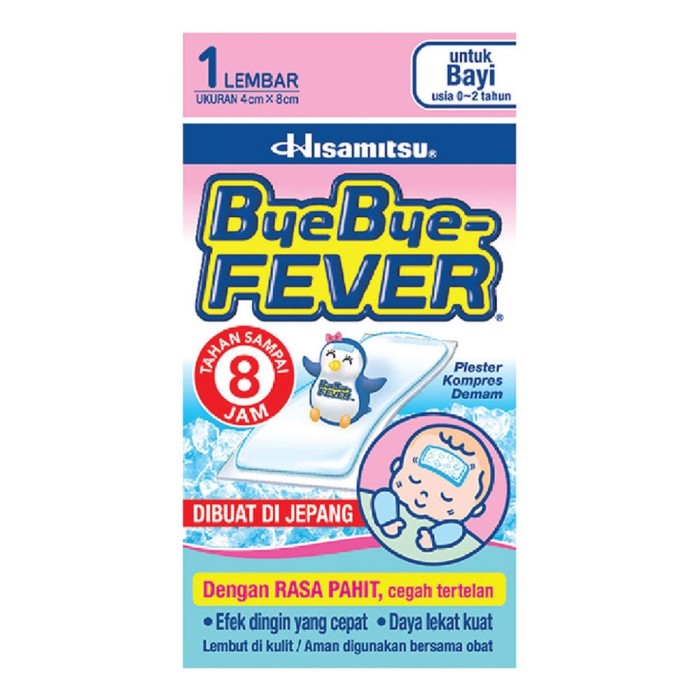 1 LEMBAR
UKURAN 4cm×8cm
untuk
Bayi
usia 0~2 tahun
Hisamitsu®
ByeBye-
FEVER®
TAHAN SAMPAI
8
JAM
ByeBye
FEVER
Plester
Kompres
Demam
DIBUAT DI JEPANG
Dengan RASA PAHIT, cegah tertelan
• Efek dingin yang cepat • Daya lekat kuat
Lembut di kulit / Aman digunakan bersama obat